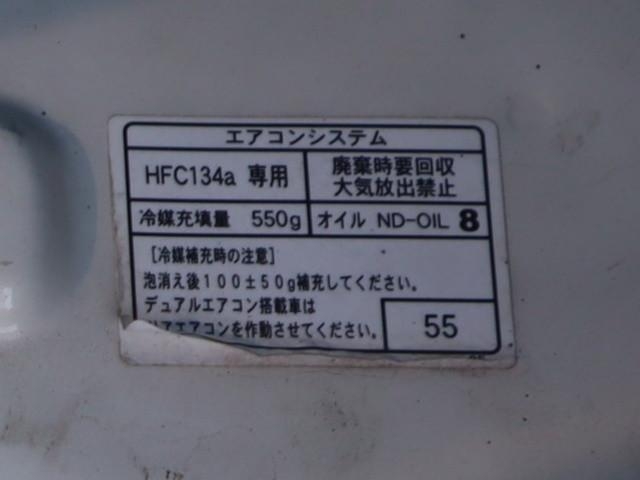 エアコンシステム
HFC134a 専用
廃棄時要回収
大気放出禁止
冷媒充填量 550g
オイル ND-OIL 8
[冷媒補充時の注意]
泡消え後100±50g補充してください。
デュアルエアコン搭載車は
リアエアコンを作動させてください。
55